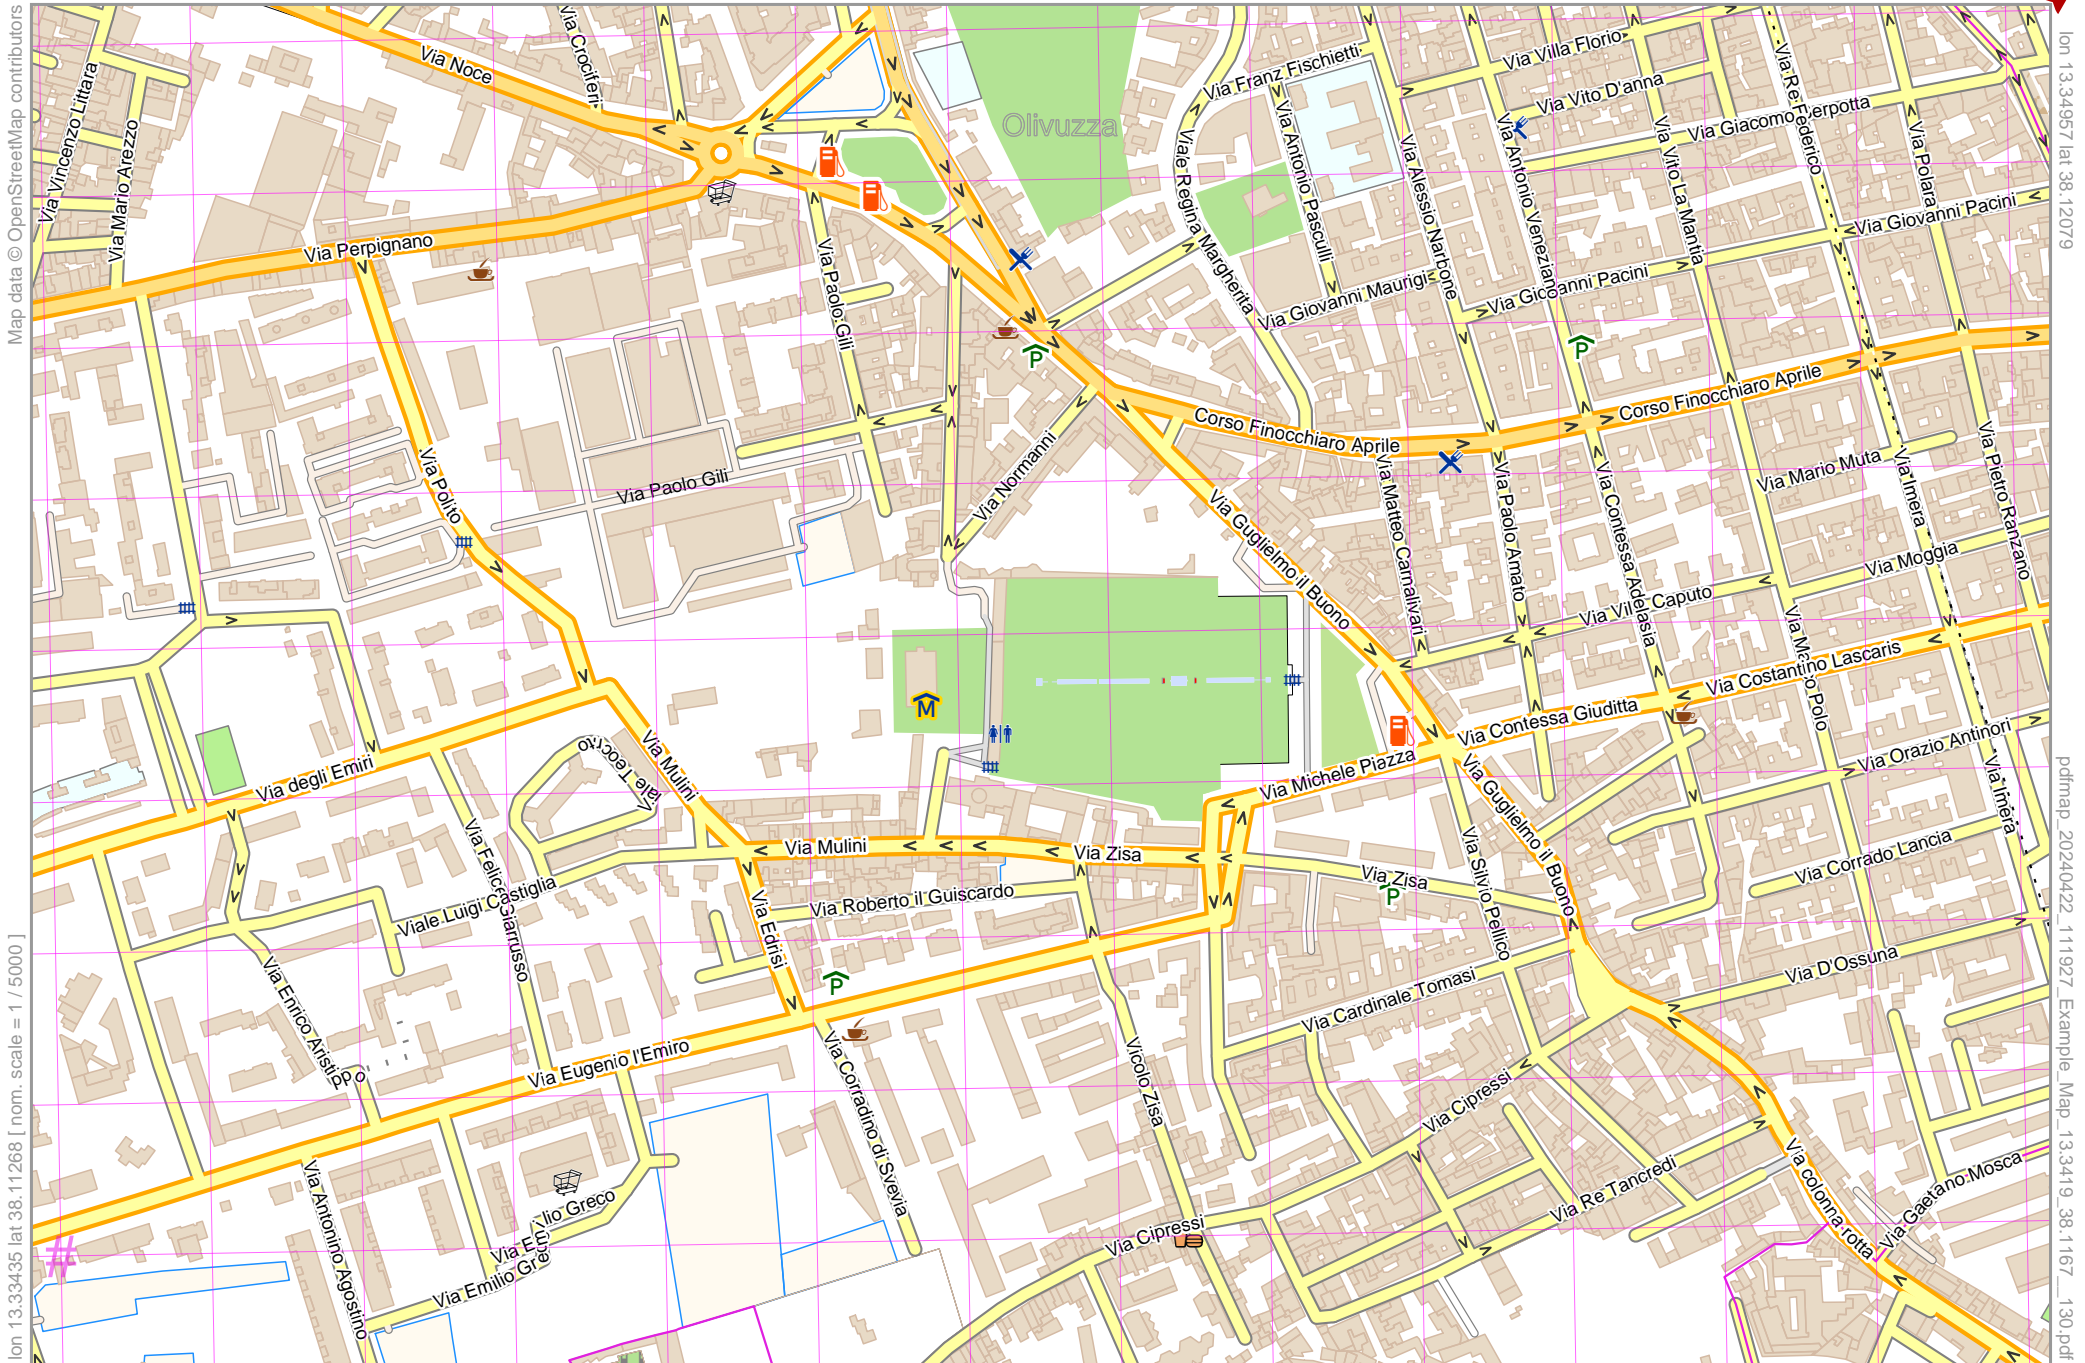 Map data © OpenStreetMap contributors
lon 13.33435 lat 38.11268 [ nom. scale = 1 / 5000 ]
lon 13.34957 lat 38.12079
pdfmap_20240422_111927_Example_Map_13.3419_38.1167__130.pdf
Via Noce
Via Crociferi
Via Vincenzo Littara
Via Mario Arezzo
Via Perpignano
Via Polito
Via Paolo Gili
Via Paolo Gili
Olivuzza
Via Franz Fischietti
Viale Regina Margherita
Via Antonio Pasculli
Via Alessio Narbone
Via Villa Florio
Via Vito D'anna
Via Antonio Veneziano
Via Giacomo Serpotta
Via Vito La Mantia
Via Re Federico
Via Polara
Via Giovanni Pacini
Via Giovanni Pacini
Via Giovanni Maurigi
Corso Finocchiaro Aprile
Corso Finocchiaro Aprile
Via Normanni
Via Guglielmo il Buono
Via Matteo Carnalivari
Via Paolo Amato
Via Contessa Adelasia
Via Mario Muta
Via Imera
Via Pietro Ranzano
Via Moggia
Via Villa Caputo
Via Marco Polo
Via Costantino Lascaris
Via Contessa Giuditta
Via Orazio Antinori
Via Imera
Via Corrado Lancia
Via Michele Piazza
Via Guglielmo il Buono
Via Silvio Pellico
Via Zisa
Via Zisa
Via Mulini
Via Mulini
Viale Teocrito
Via degli Emiri
Via Felice Giarrusso
Viale Luigi Castiglia
Via Roberto il Guiscardo
Via Edrisi
Via Enrico Aristippo
Via Eugenio l'Emiro
Via Corradino di Svevia
Vicolo Zisa
Via Cardinale Tomasi
Via D'Ossuna
Via Cipressi
Via Cipressi
Via Re Tancredi
Via colonna rotta
Via Gaetano Mosca
Via Antonino Agostino
Via Emilio Greco
P
P
P
P
M
#